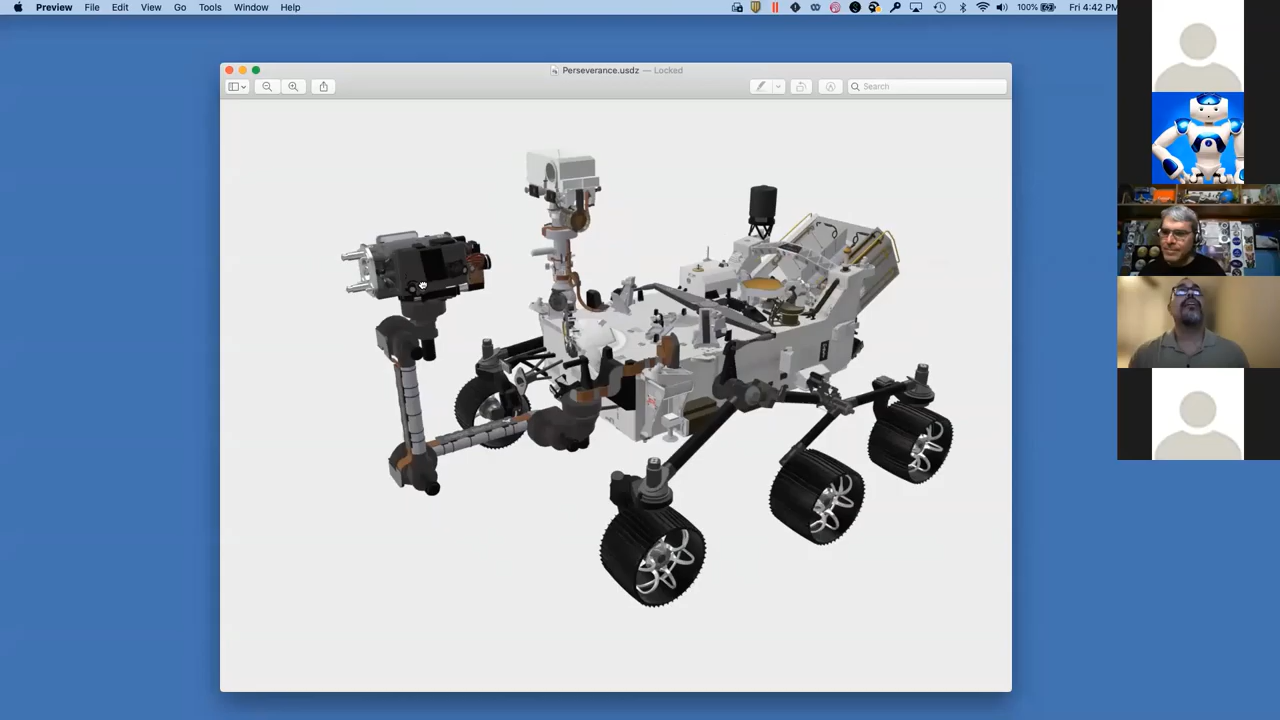 Preview File Edit View Go Tools Window Help 100% Fri 4:42 PM
Perseverance.usdz — Locked
Search